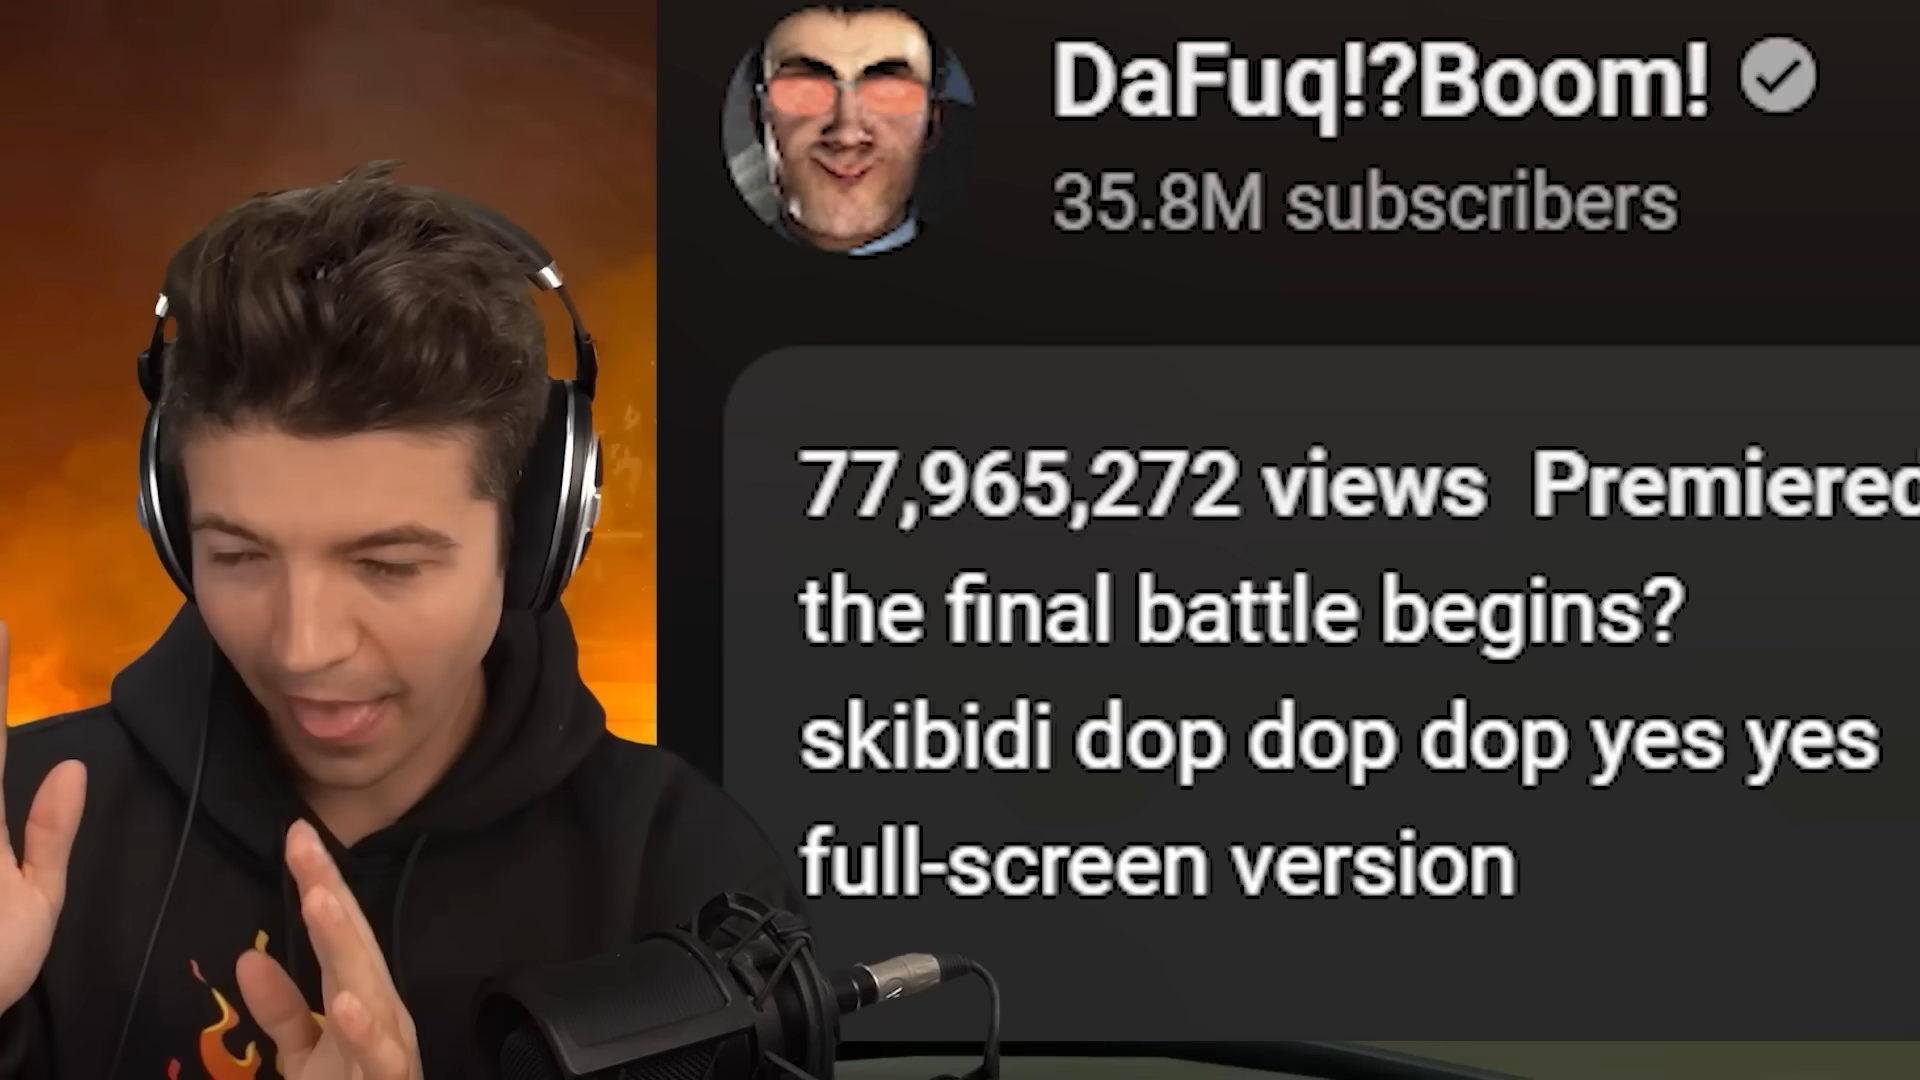 DaFuq!?Boom!
35.8M subscribers
77,965,272 views Premiered
the final battle begins?
skibidi dop dop dop yes yes
full-screen version